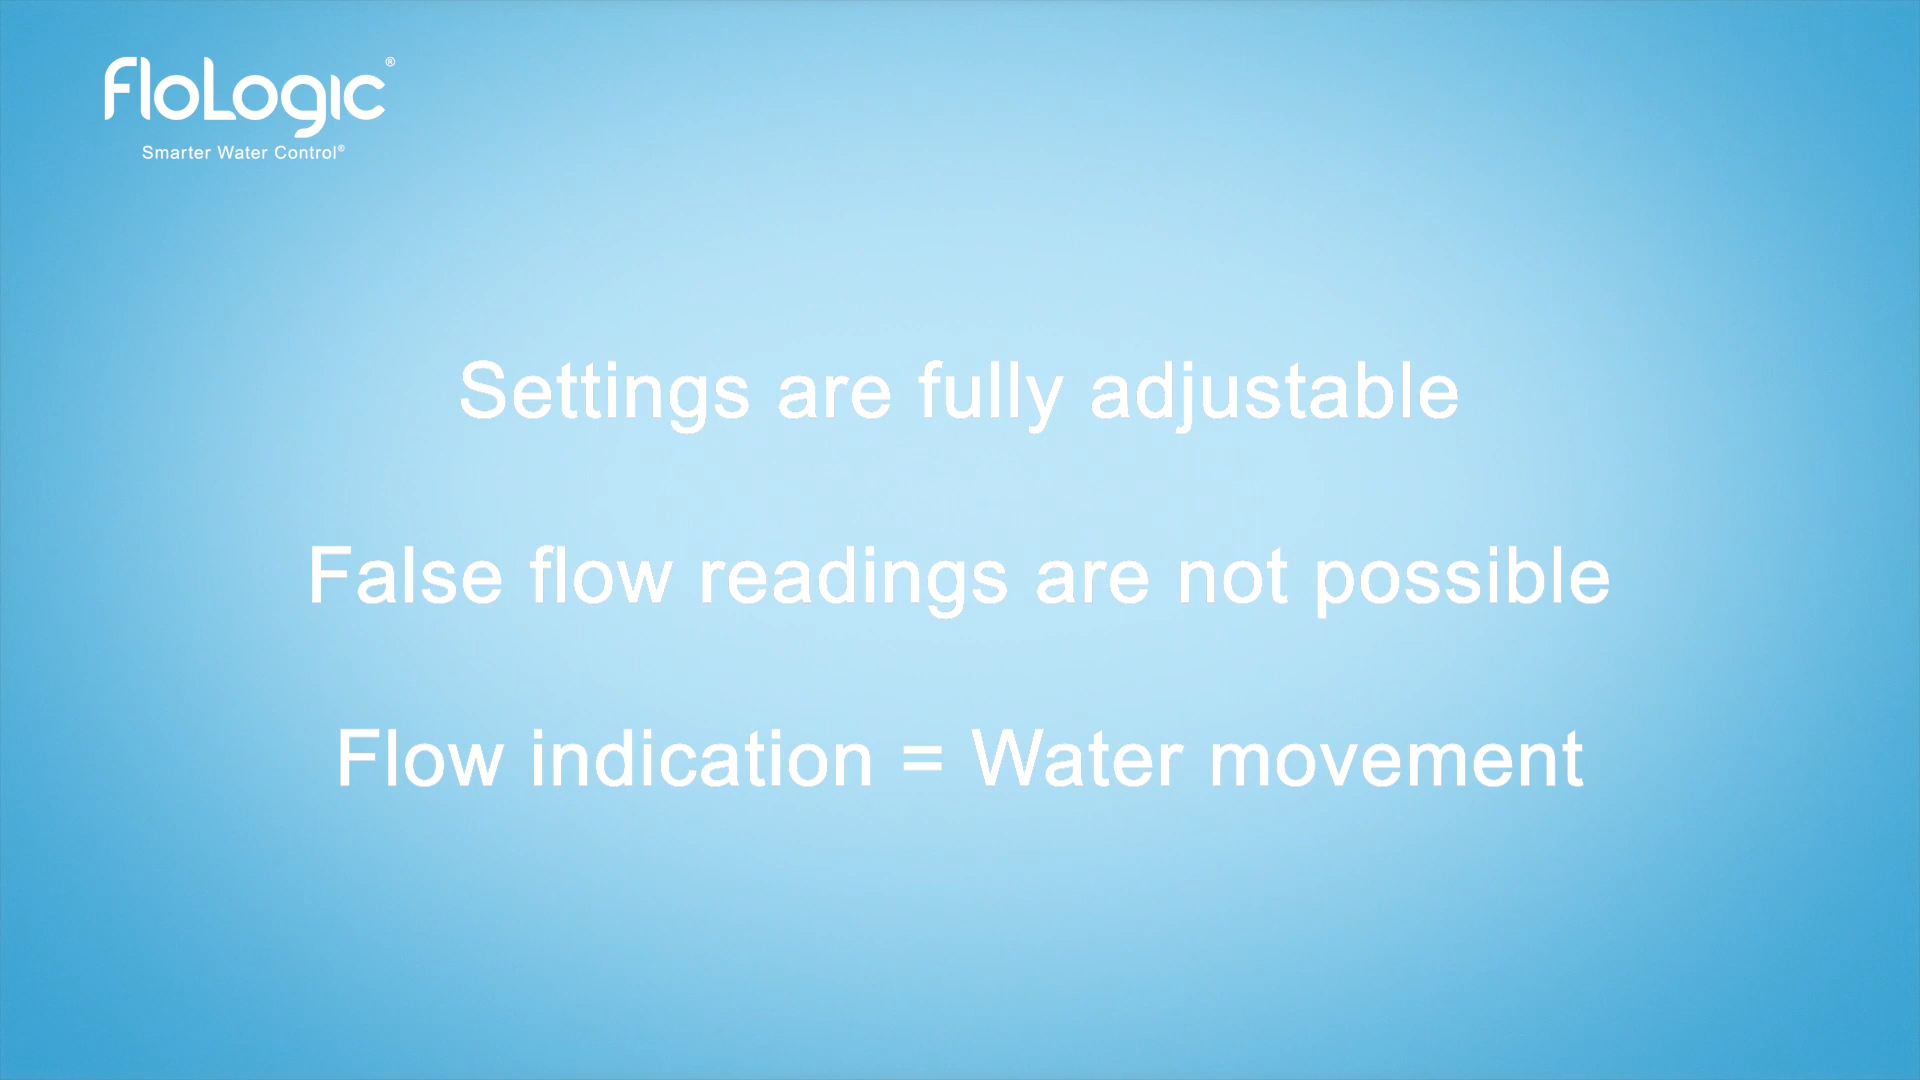 FloLogic®
Smarter Water Control®
Settings are fully adjustable
False flow readings are not possible
Flow indication = Water movement